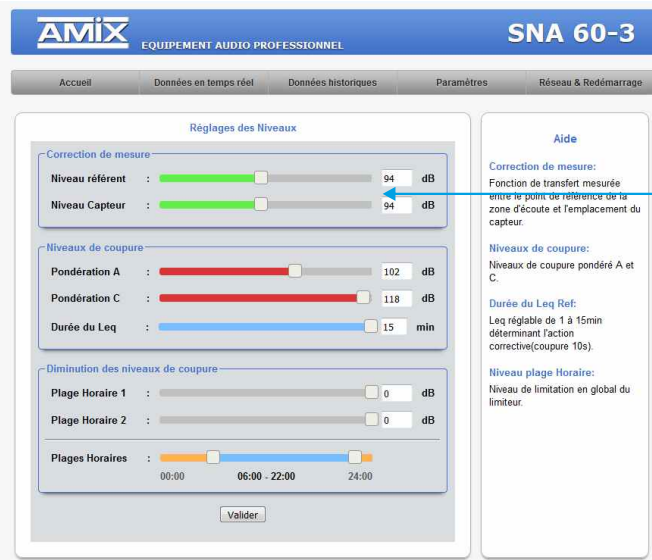 AMIX
EQUIPEMENT AUDIO PROFESSIONNEL
SNA 60-3
Accueil
Données en temps réel
Données historiques
Paramètres
Réseau & Redémarrage
Réglages des Niveaux
Correction de mesure
Niveau référent : 94 dB
Niveau Capteur : 94 dB
Niveaux de coupure
Pondération A : 102 dB
Pondération C : 118 dB
Durée du Leq : 15 min
Diminution des niveaux de coupure
Plage Horaire 1 : 0 dB
Plage Horaire 2 : 0 dB
Plages Horaires :
00:00 06:00 - 22:00 24:00
Valider
Aide
Correction de mesure:
Fonction de transfert mesurée
entre le point de référence de la
zone d'écoute et l'emplacement du
capteur.
Niveaux de coupure:
Niveaux de coupure pondéré A et
C.
Durée du Leq Ref:
Leq réglable de 1 à 15min
déterminant l'action
corrective(coupure 10s).
Niveau plage Horaire:
Niveau de limitation en global du
limiteur.